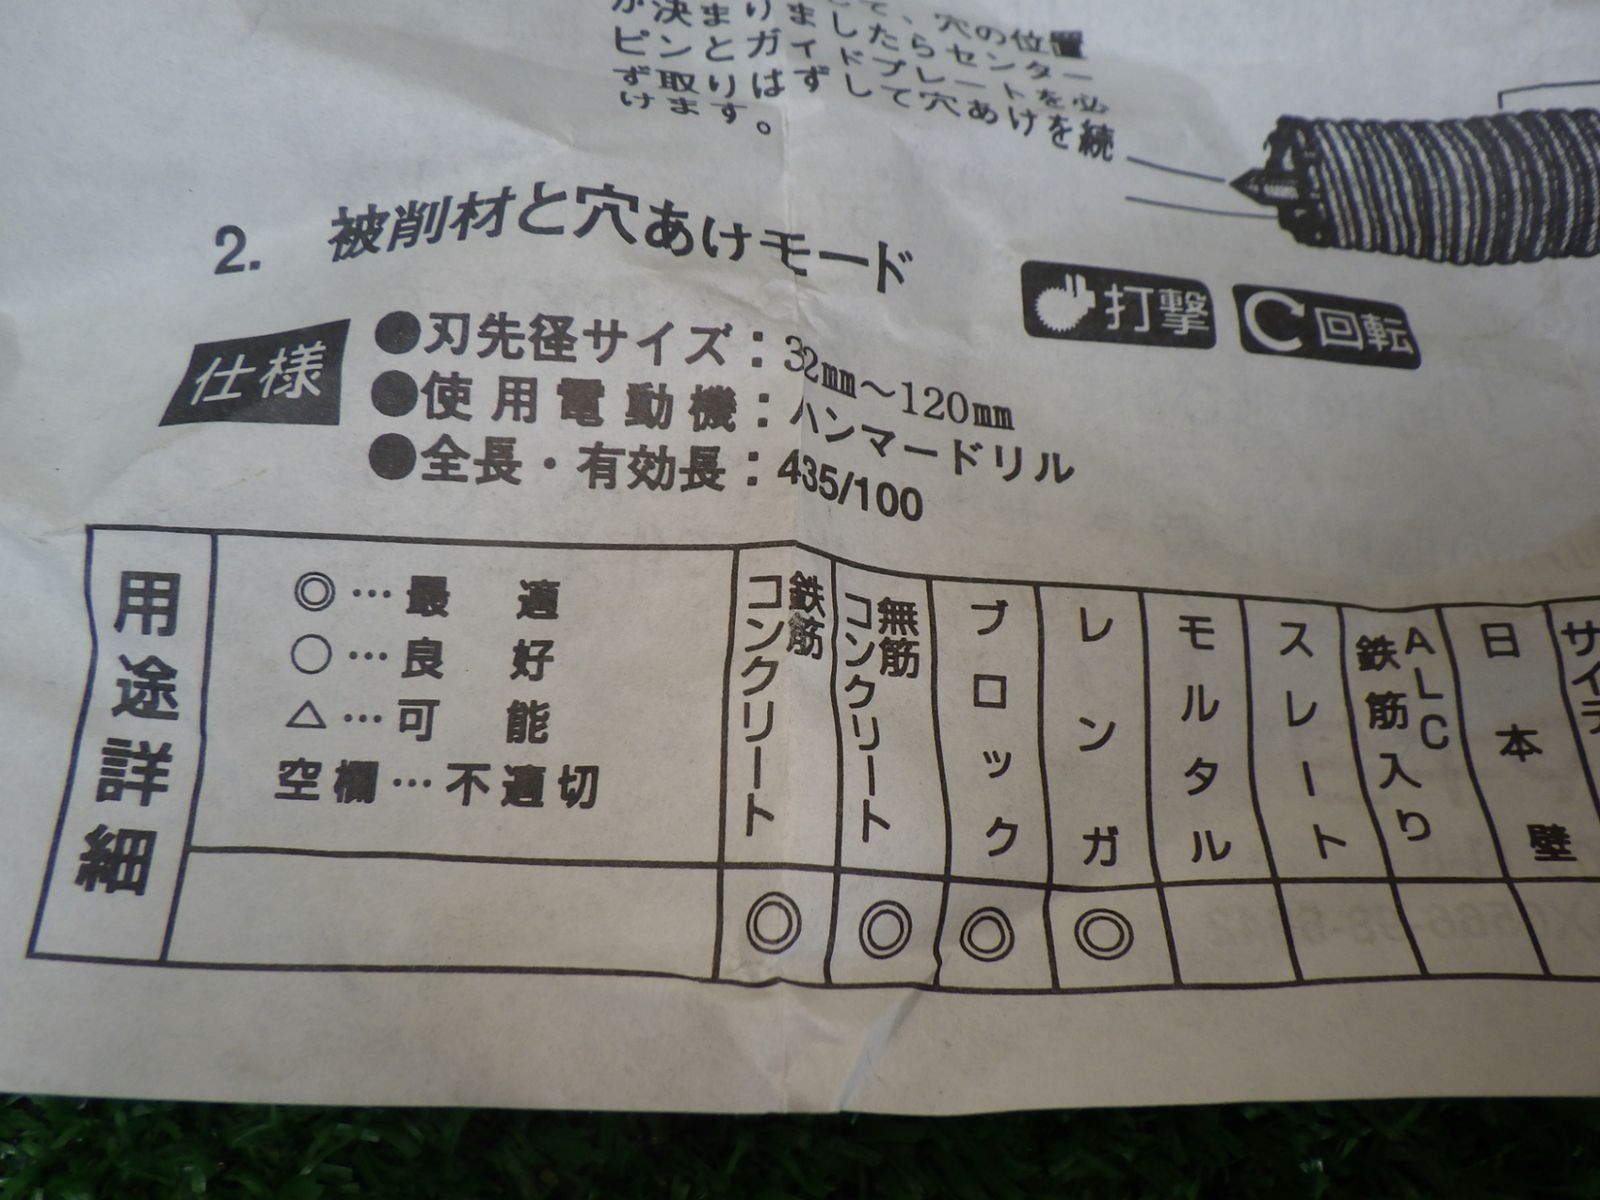 が決まりましたらセンター
て、穴の位置
ピンとガイドプレートを必
ず取りはずして穴あけを続
けます。
2. 被削材と穴あけモード
打撃
回転
仕様
●刃先径サイズ：32mm～120mm
●使用電動機：ハンマードリル
●全長・有効長：435/100
用途詳細
◎…最適
○…良好
△…可能
空欄…不適切
鉄筋
コンクリート
無筋
コンクリート
ブロック
レンガ
モルタル
スレート
ALC
鉄筋入り
日本壁
サイデ
◎ ◎ ◎ ◎